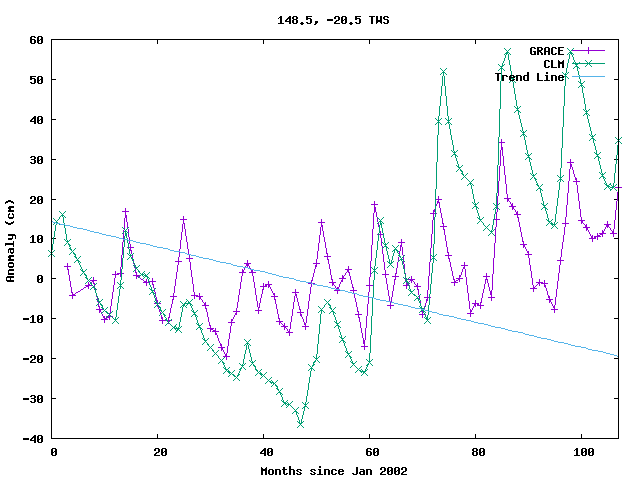 148.5, -20.5 TWS
GRACE
CLM
Trend Line
60
50
40
30
20
10
0
-10
-20
-30
-40
Anomaly (cm)
0 20 40 60 80 100
Months since Jan 2002